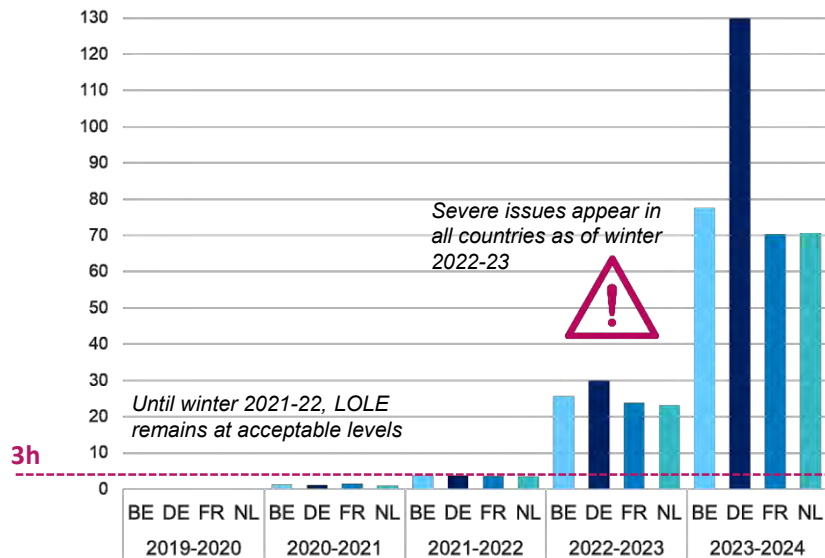 130
120
110
100
90
80
70
60
50
40
30
20
10
0
Severe issues appear in
all countries as of winter
2022-23
!
Until winter 2021-22, LOLE
remains at acceptable levels
3h
BE DE FR NL BE DE FR NL BE DE FR NL BE DE FR NL BE DE FR NL
2019-2020 2020-2021 2021-2022 2022-2023 2023-2024